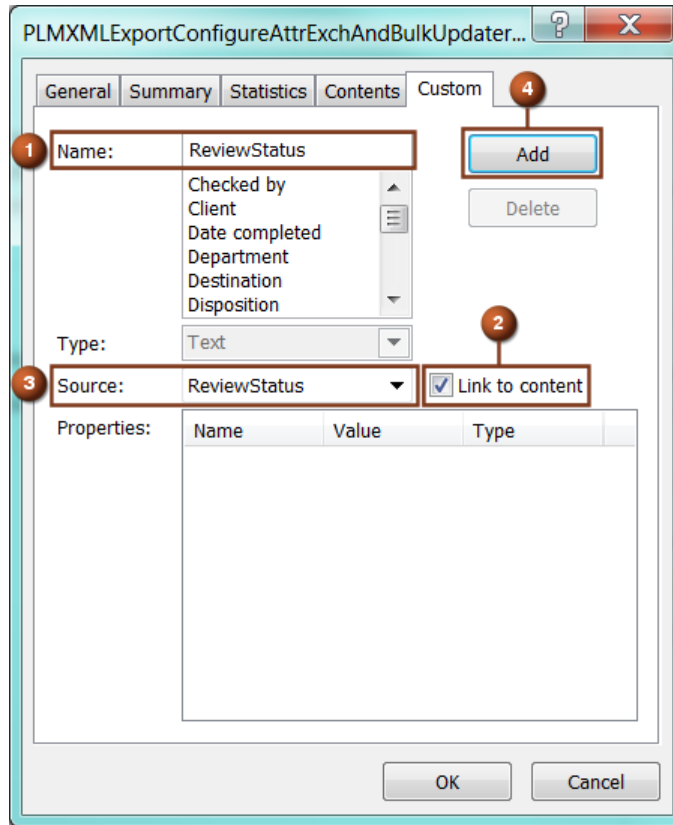 PLMXMLExportConfigureAttrExchAndBulkUpdater... ? X
General Summary Statistics Contents Custom 4
1 Name: ReviewStatus Add
Checked by
Client
Date completed
Department
Destination
Disposition
Delete
2
Type: Text
3 Source: ReviewStatus Link to content
Properties: Name Value Type
OK Cancel